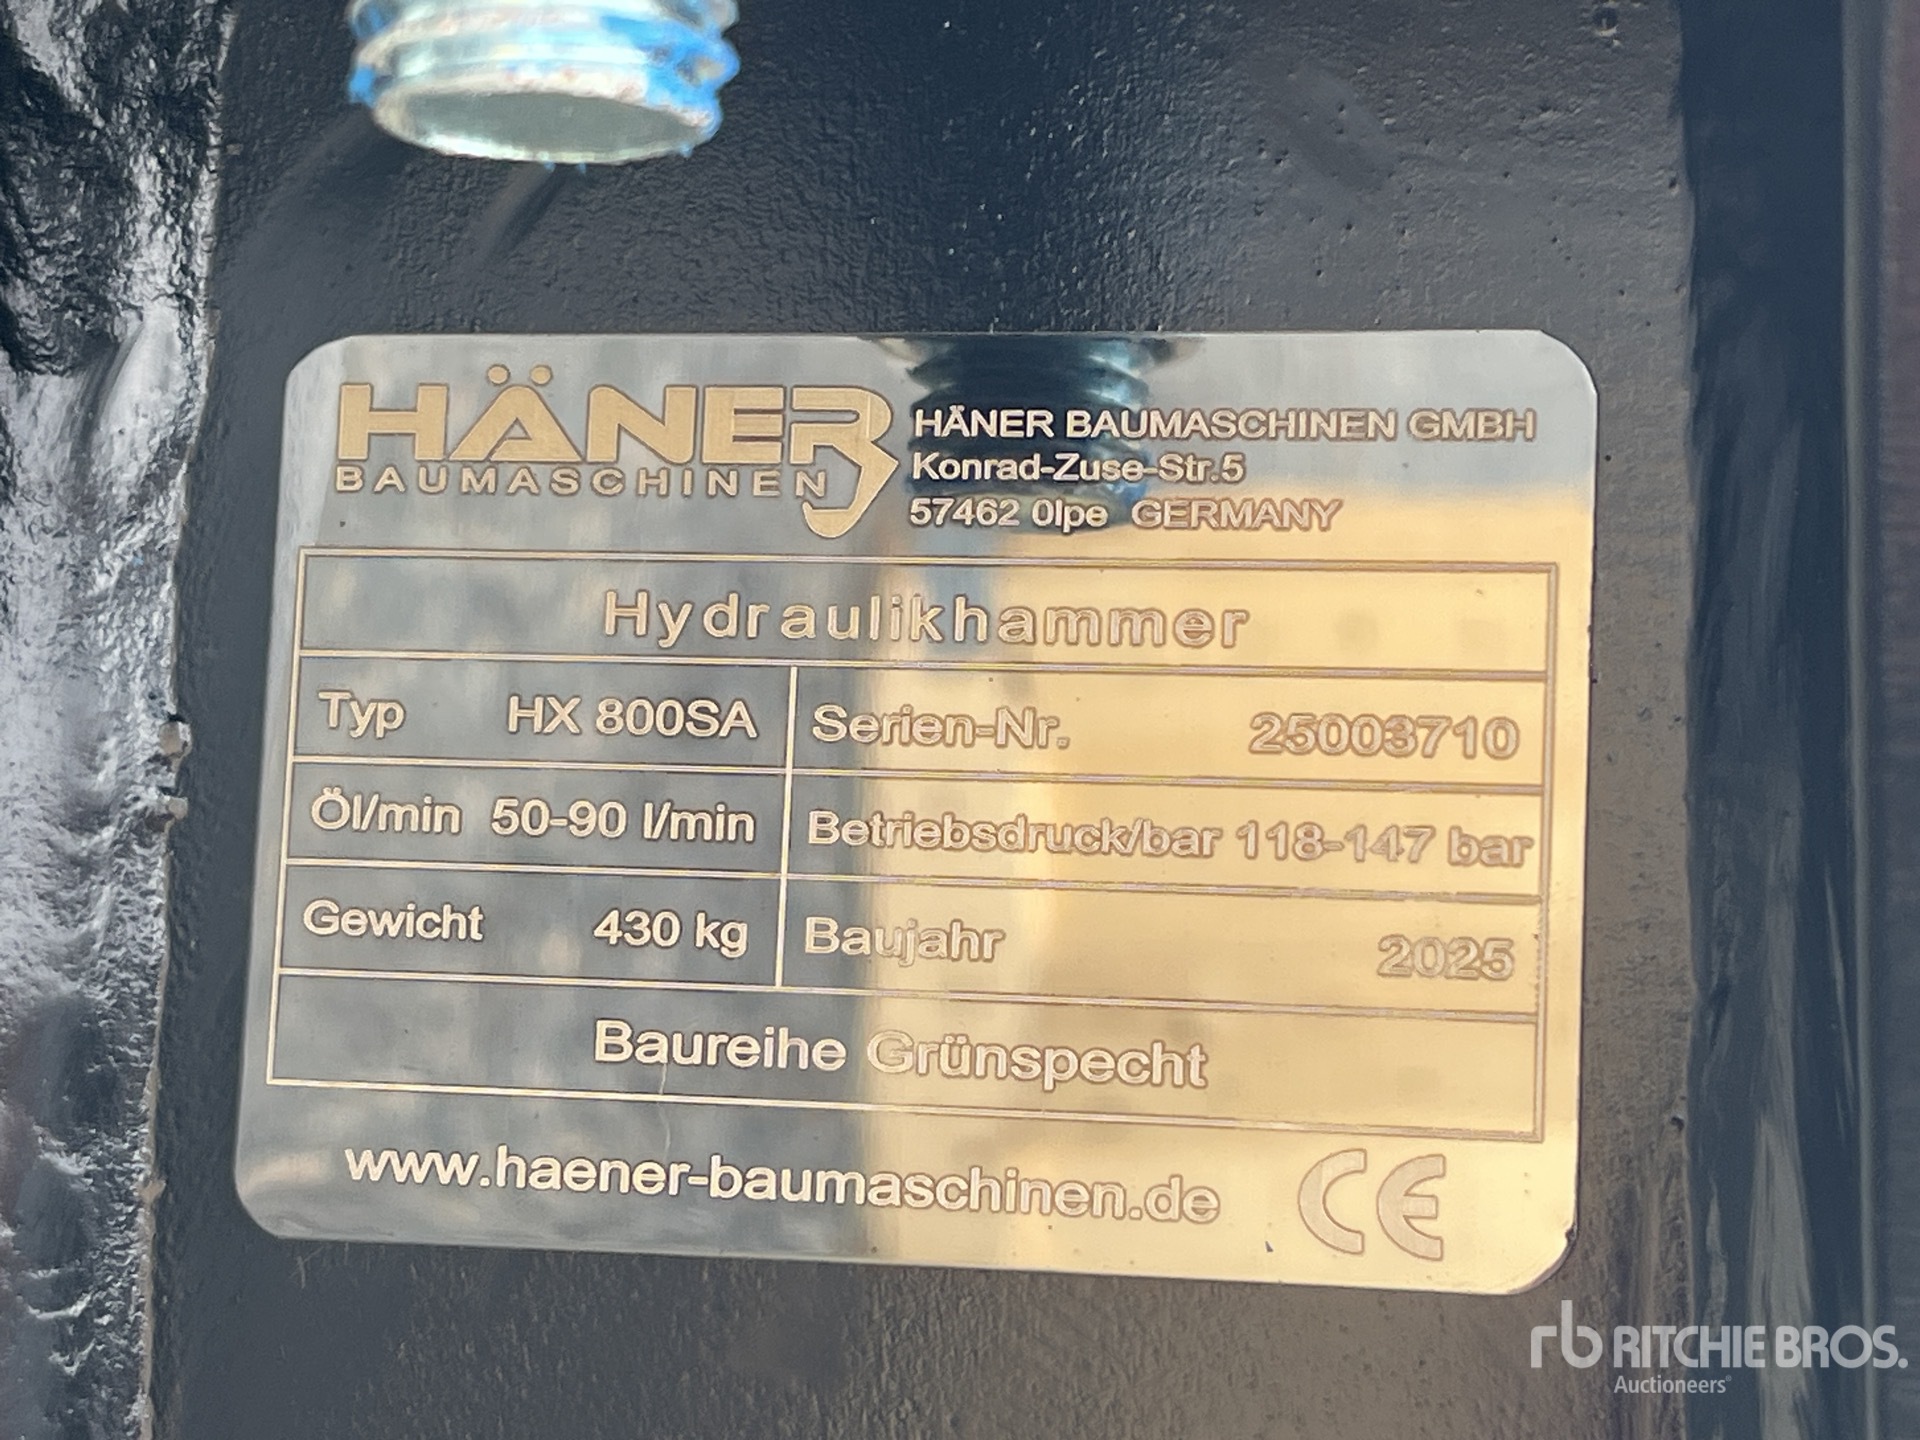 HÄNER
BAUMASCHINEN
HÄNER BAUMASCHINEN GMBH
Konrad-Zuse-Str.5
57462 Olpe GERMANY
Hydraulikhammer
Typ HX 800SA
Serien-Nr. 25003710
Öl/min 50-90 l/min
Betriebsdruck/bar 118-147 bar
Gewicht 430 kg
Baujahr 2025
Baureihe Grünspecht
www.haener-baumaschinen.de CE
rb RITCHIE BROS.
Auctioneers